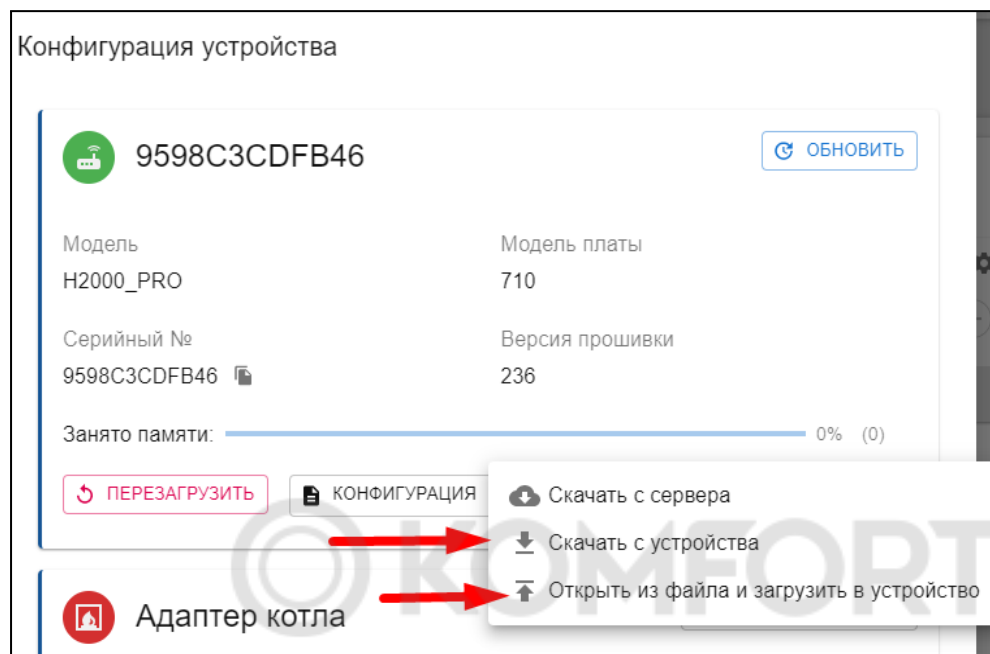 Конфигурация устройства
9598C3CDFB46
ОБНОВИТЬ
Модель
Модель платы
H2000_PRO
710
Серийный №
Версия прошивки
9598C3CDFB46
236
Занято памяти:
0% (0)
ПЕРЕЗАГРУЗИТЬ
КОНФИГУРАЦИЯ
Скачать с сервера
Скачать с устройства
Открыть из файла и загрузить в устройство
KOMFORT
Адаптер котла